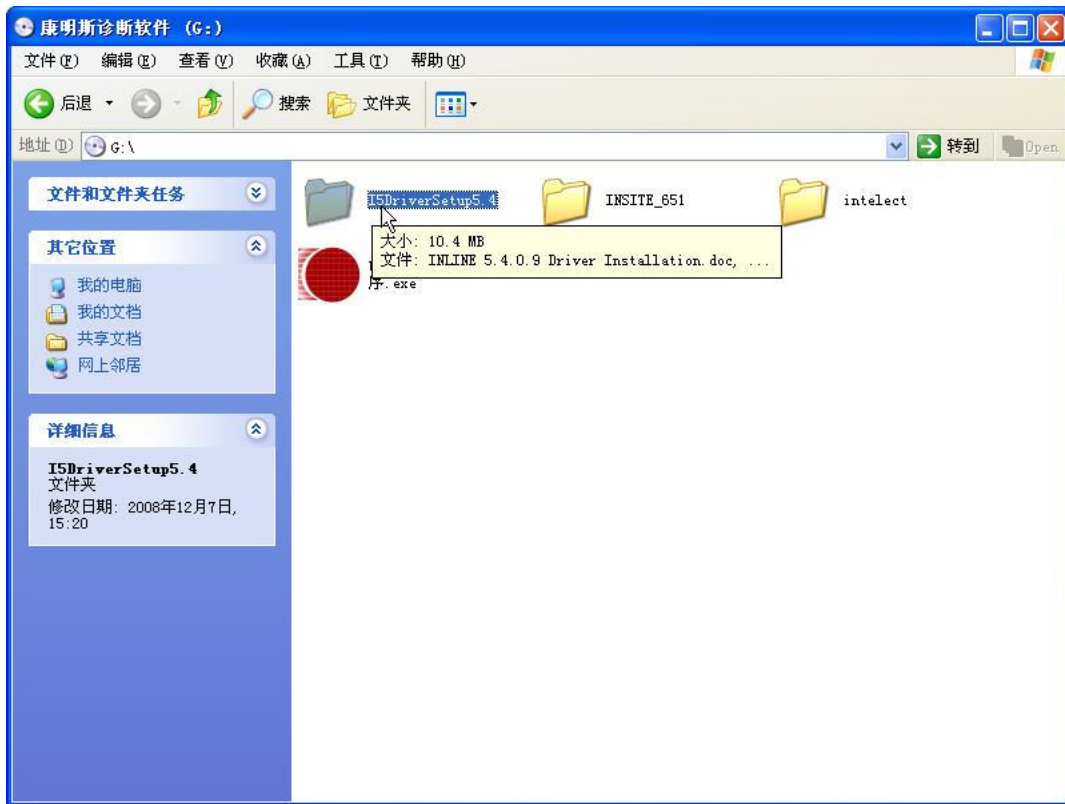 康明斯诊断软件 (G:)
文件(F) 编辑(E) 查看(V) 收藏(A) 工具(T) 帮助(H)
后退 搜索 文件夹
地址(D) G:\ 转到 Open
文件和文件夹任务
其它位置
我的电脑
我的文档
共享文档
网上邻居
详细信息
I5DriverSetup5.4
文件夹
修改日期: 2008年12月7日,
15:20
I5DriverSetup5.4 INSITE_651 intelect
大小: 10.4 MB
文件: INLINE 5.4.0.9 Driver Installation.doc, ...
序.exe